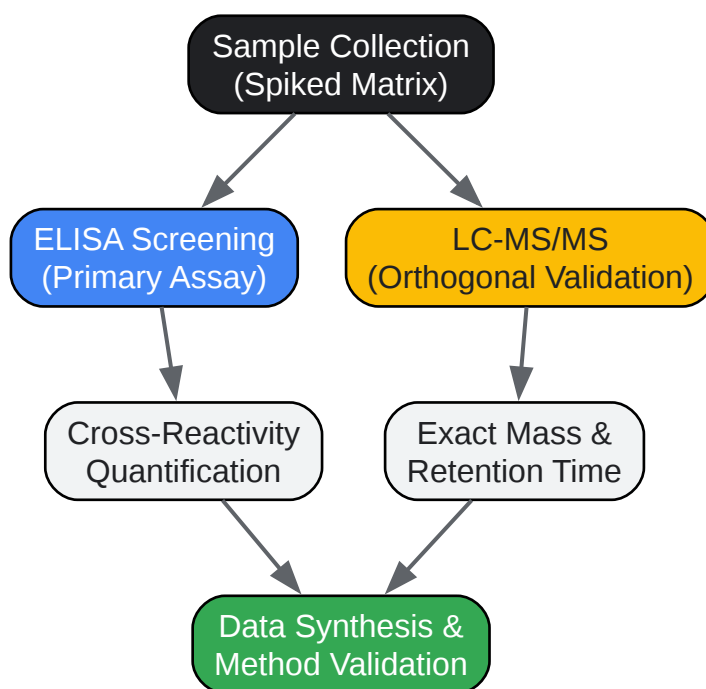 Sample Collection
(Spiked Matrix)
ELISA Screening
(Primary Assay)
LC-MS/MS
(Orthogonal Validation)
Cross-Reactivity
Quantification
Exact Mass &
Retention Time
Data Synthesis &
Method Validation